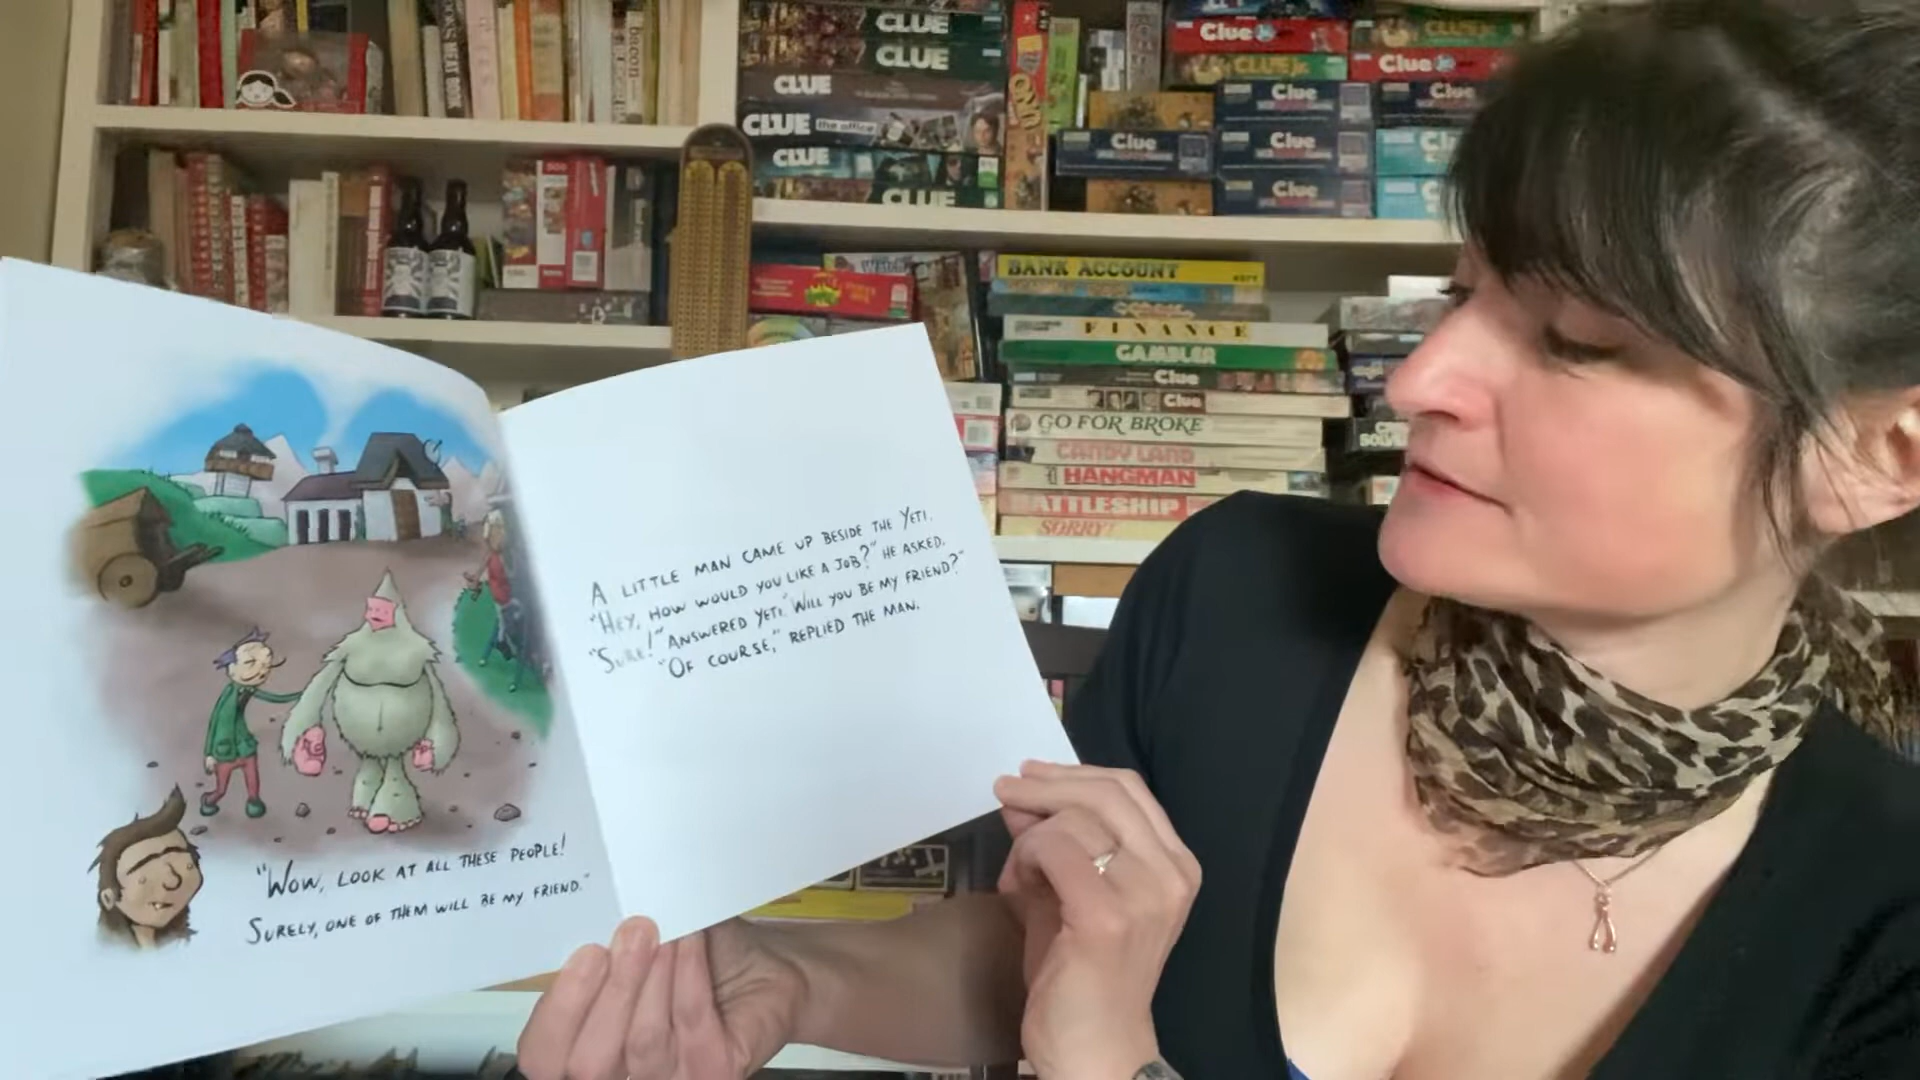 CLUE
CLUE
CLUE
CLUE the office
CLUE
CLUE
Clue Jr.
CLUE Jr.
Clue Jr.
Clue
Clue
Clue
Clue
Clue
BANK ACCOUNT
FINANCE
GAMBLER
Clue
Clue
GO FOR BROKE
CANDY LAND
HANGMAN
BATTLESHIP
SORRY!
"WOW, LOOK AT ALL THESE PEOPLE!
SURELY, ONE OF THEM WILL BE MY FRIEND."
A LITTLE MAN CAME UP BESIDE THE YETI.
"HEY, HOW WOULD YOU LIKE A JOB?" HE ASKED.
"SURE!" ANSWERED YETI. "WILL YOU BE MY FRIEND?"
"OF COURSE," REPLIED THE MAN.